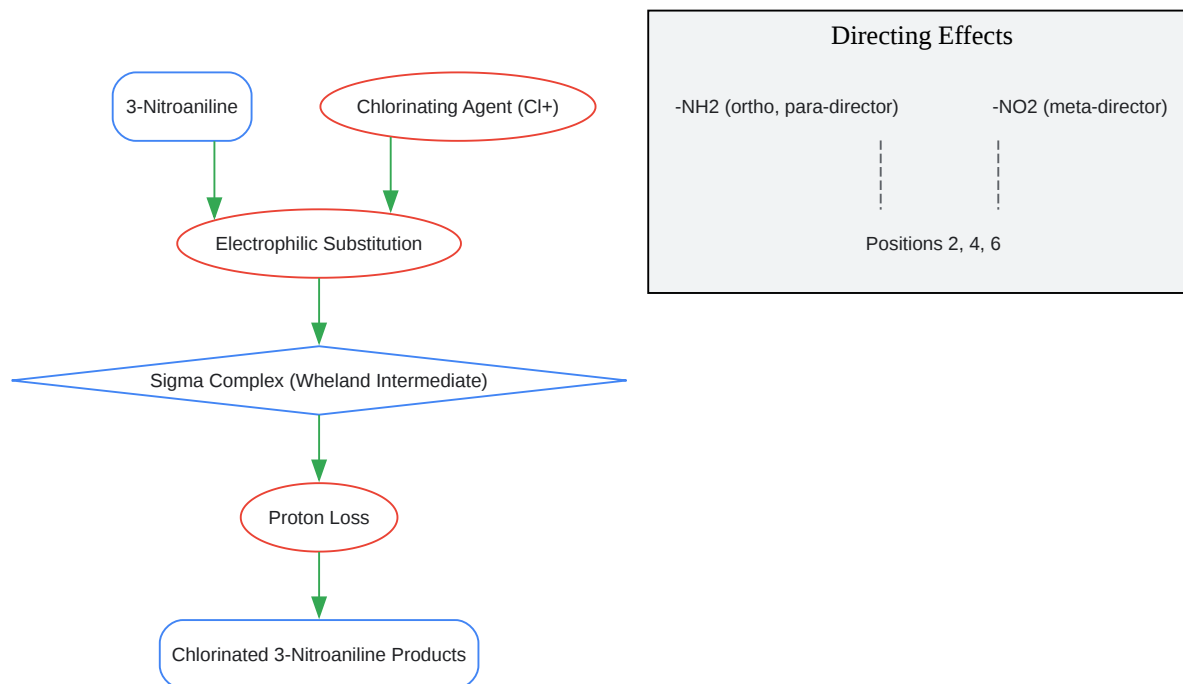 Directing Effects
3-Nitroaniline
Chlorinating Agent (Cl+)
-NH2 (ortho, para-director)
-NO2 (meta-director)
Electrophilic Substitution
Positions 2, 4, 6
Sigma Complex (Wheland Intermediate)
Proton Loss
Chlorinated 3-Nitroaniline Products